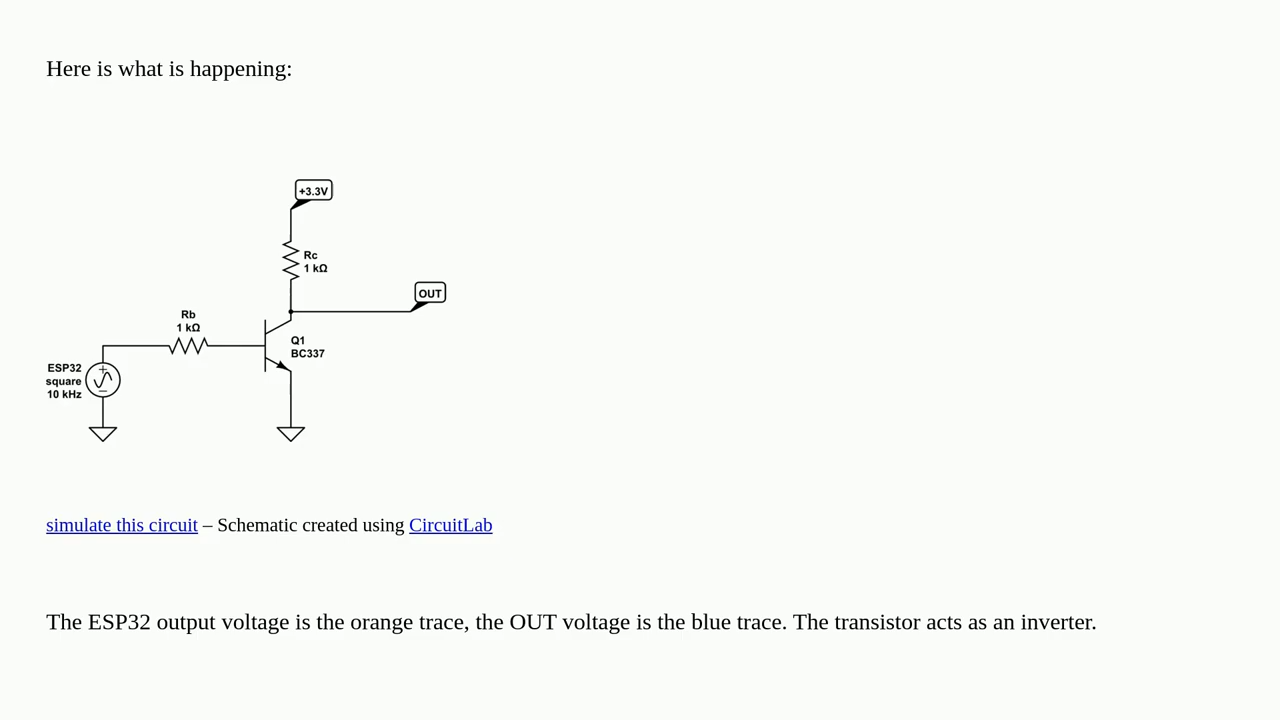 Here is what is happening:
+3.3V
Rc
1 kΩ
OUT
Rb
1 kΩ
Q1
BC337
ESP32
square
10 kHz
simulate this circuit – Schematic created using CircuitLab
The ESP32 output voltage is the orange trace, the OUT voltage is the blue trace. The transistor acts as an inverter.